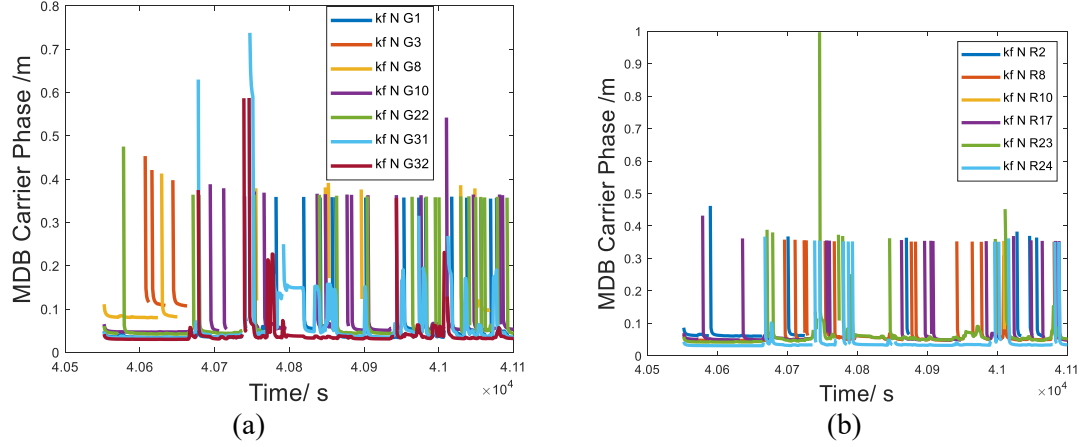 0.8
0.7
0.6
0.5
0.4
0.3
0.2
0.1
0
MDB Carrier Phase /m
kf N G1
kf N G3
kf N G8
kf N G10
kf N G22
kf N G31
kf N G32
4.05 4.06 4.07 4.08 4.09 4.1 4.11
×10⁴
Time/ s
(a)
1
0.9
0.8
0.7
0.6
0.5
0.4
0.3
0.2
0.1
0
MDB Carrier Phase /m
kf N R2
kf N R8
kf N R10
kf N R17
kf N R23
kf N R24
4.05 4.06 4.07 4.08 4.09 4.1 4.11
×10⁴
Time/ s
(b)